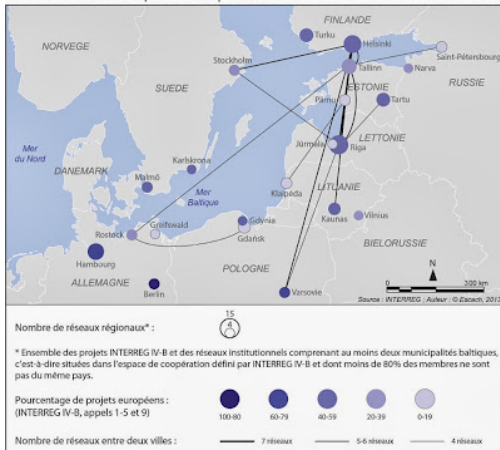 FINLANDE
NORVEGE
Turku
Helsinki
Saint-Pétersbourg
Stockholm
Tallinn
Narva
RUSSIE
SUEDE
ESTONIE
Pärnu
Tartu
Mer
du Nord
LETTONIE
Jūrmela
Riga
DANEMARK
Karlskrona
Malmö
Mer
Baltique
Klaipėda
LITUANIE
Kaunas
Vilnius
Rostock
Greifswald
Gdynia
Gdańsk
BIELORUSSIE
Hambourg
POLOGNE
N
ALLEMAGNE
Berlin
Varsovie
0 300 km
Source : INTERREG ; Auteur : © Escach, 2013
Nombre de réseaux régionaux* :
15
4
* Ensemble des projets INTERREG IV-B et des réseaux institutionnels comprenant au moins deux municipalités baltiques,
c'est-à-dire situées dans l'espace de coopération défini par INTERREG IV-B et dont moins de 80% des membres ne sont
pas du même pays.
Pourcentage de projets européens :
(INTERREG IV-B, appels 1-5 et 9)
100-80
60-79
40-59
20-39
0-19
Nombre de réseaux entre deux villes :
7 réseaux
5-6 réseaux
4 réseaux